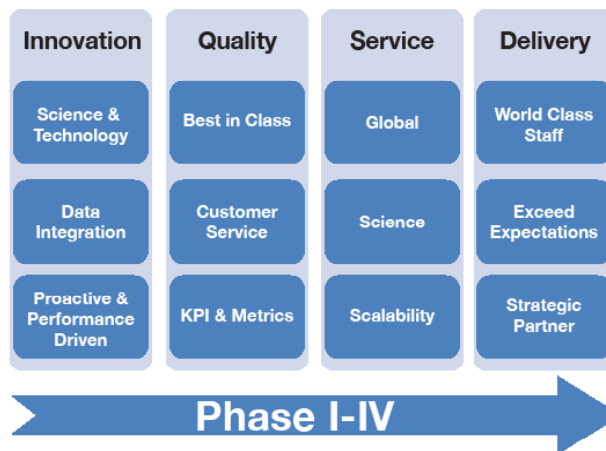 Innovation
Science &
Technology
Data
Integration
Proactive &
Performance
Driven
Quality
Best in Class
Customer
Service
KPI & Metrics
Service
Global
Science
Scalability
Delivery
World Class
Staff
Exceed
Expectations
Strategic
Partner
Phase I-IV